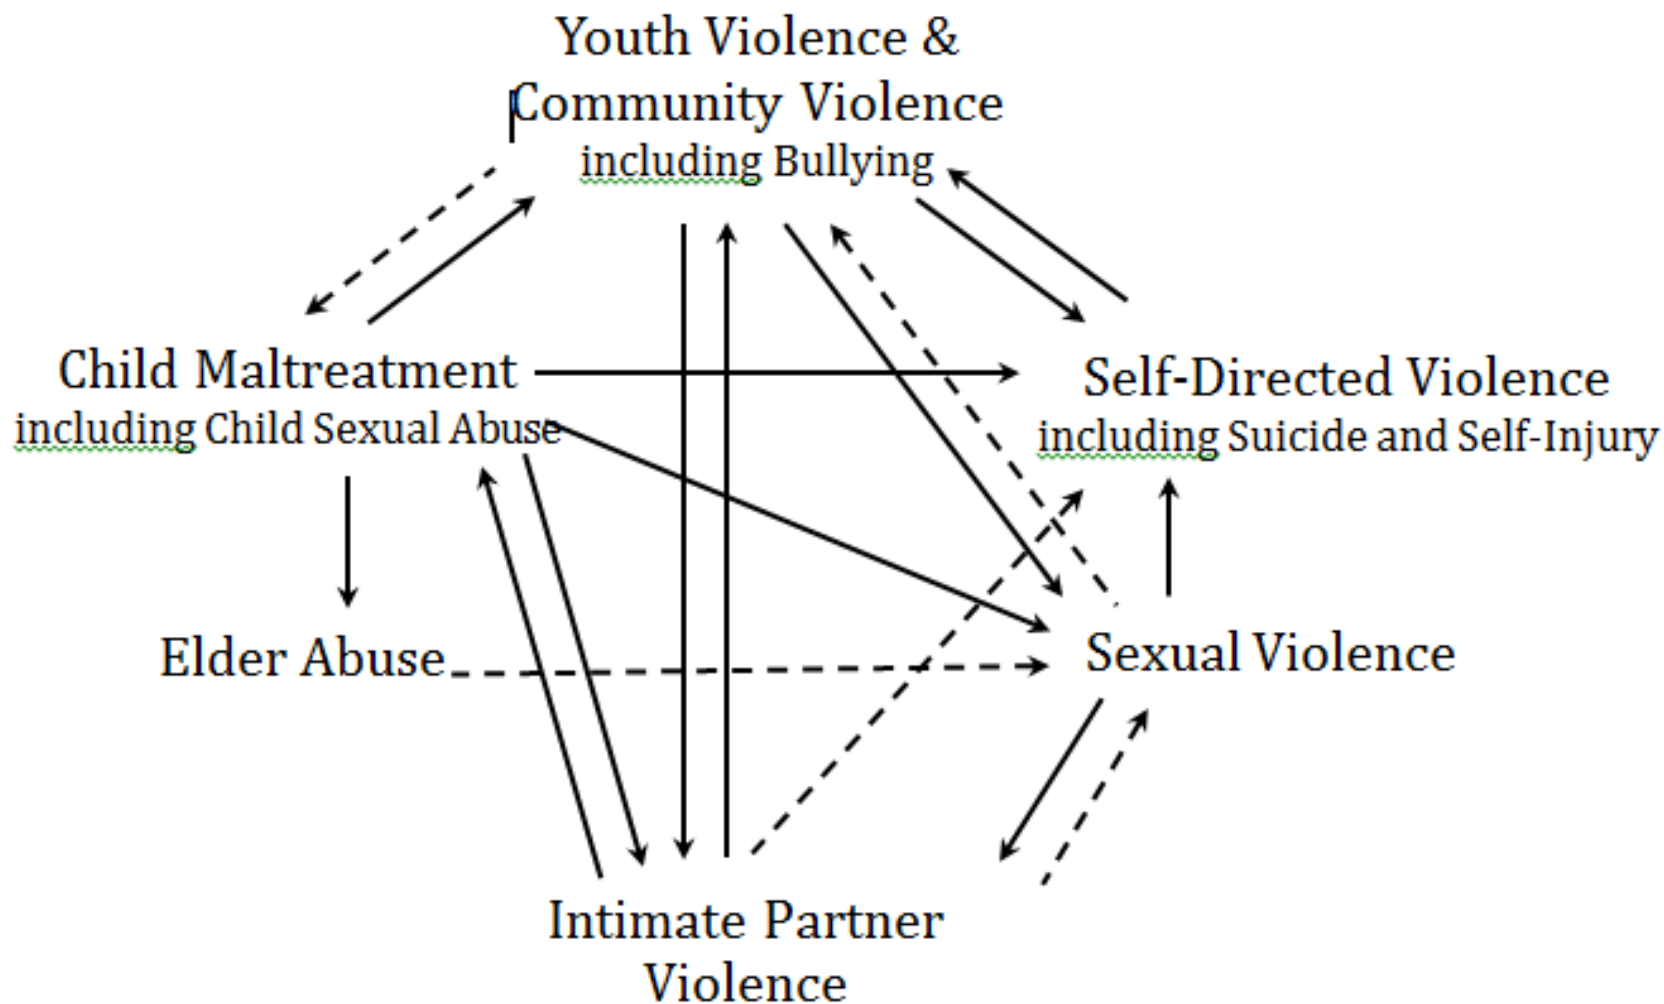 Youth Violence &
Community Violence
including Bullying
Child Maltreatment
including Child Sexual Abuse
Self-Directed Violence
including Suicide and Self-Injury
Elder Abuse
Sexual Violence
Intimate Partner
Violence